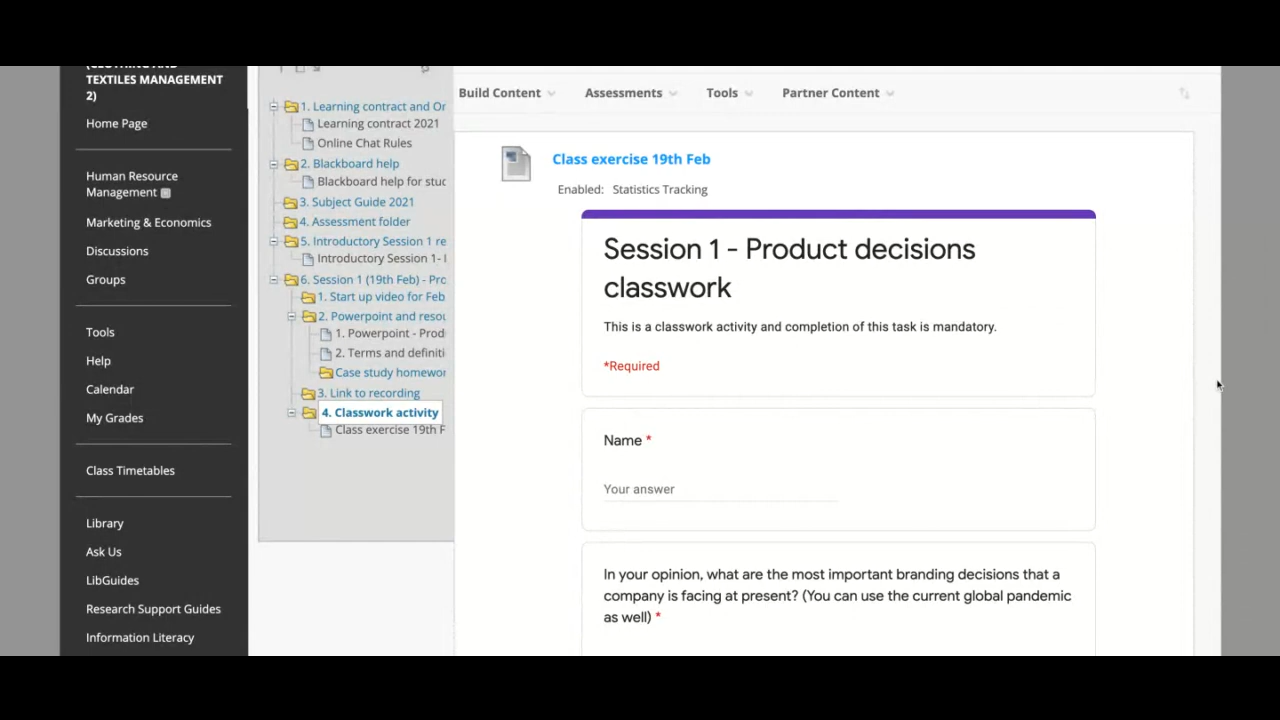 (CLOTHING AND
TEXTILES MANAGEMENT
2)
Home Page
Human Resource
Management
Marketing & Economics
Discussions
Groups
Tools
Help
Calendar
My Grades
Class Timetables
Library
Ask Us
LibGuides
Research Support Guides
Information Literacy
1. Learning contract and Or
Learning contract 2021
Online Chat Rules
2. Blackboard help
Blackboard help for stuc
3. Subject Guide 2021
4. Assessment folder
5. Introductory Session 1 re
Introductory Session 1- I
6. Session 1 (19th Feb) - Pro
1. Start up video for Feb
2. Powerpoint and resou
1. Powerpoint - Prod
2. Terms and definiti
Case study homewor
3. Link to recording
4. Classwork activity
Class exercise 19th F
Build Content
Assessments
Tools
Partner Content
Class exercise 19th Feb
Enabled: Statistics Tracking
Session 1 - Product decisions
classwork
This is a classwork activity and completion of this task is mandatory.
*Required
Name *
Your answer
In your opinion, what are the most important branding decisions that a
company is facing at present? (You can use the current global pandemic
as well) *